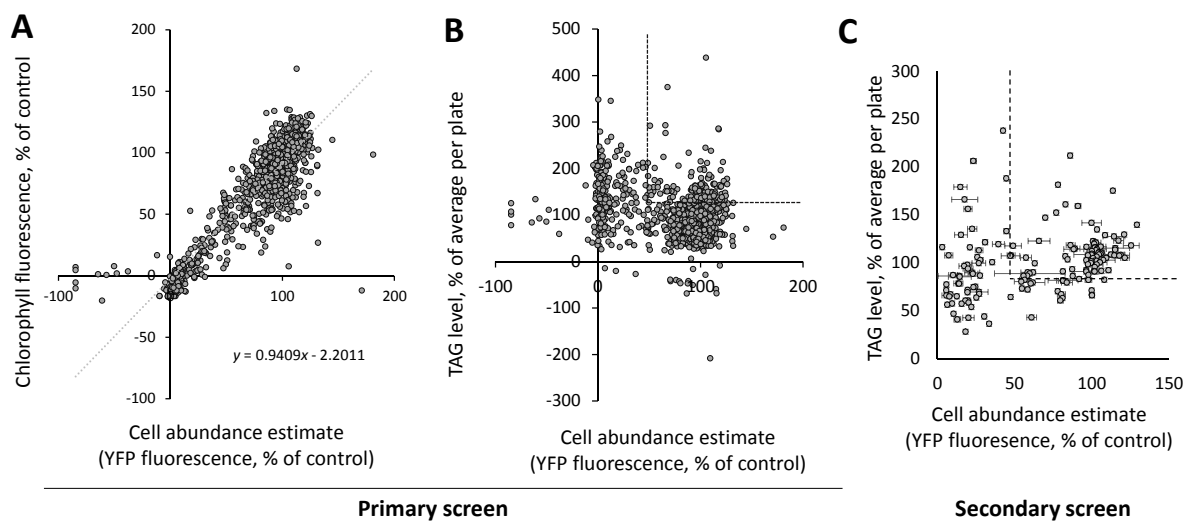 A
Chlorophyll fluorescence, % of control
200
150
100
50
0
-50
-100
-100
0
100
200
y = 0.9409x - 2.2011
Cell abundance estimate
(YFP fluorescence, % of control)
B
TAG level, % of average per plate
500
400
300
200
100
0
-100
-200
-300
-100
0
100
200
Cell abundance estimate
(YFP fluorescence, % of control)
Primary screen
C
TAG level, % of average per plate
300
250
200
150
100
50
0
0
50
100
150
Cell abundance estimate
(YFP fluoresence, % of control)
Secondary screen